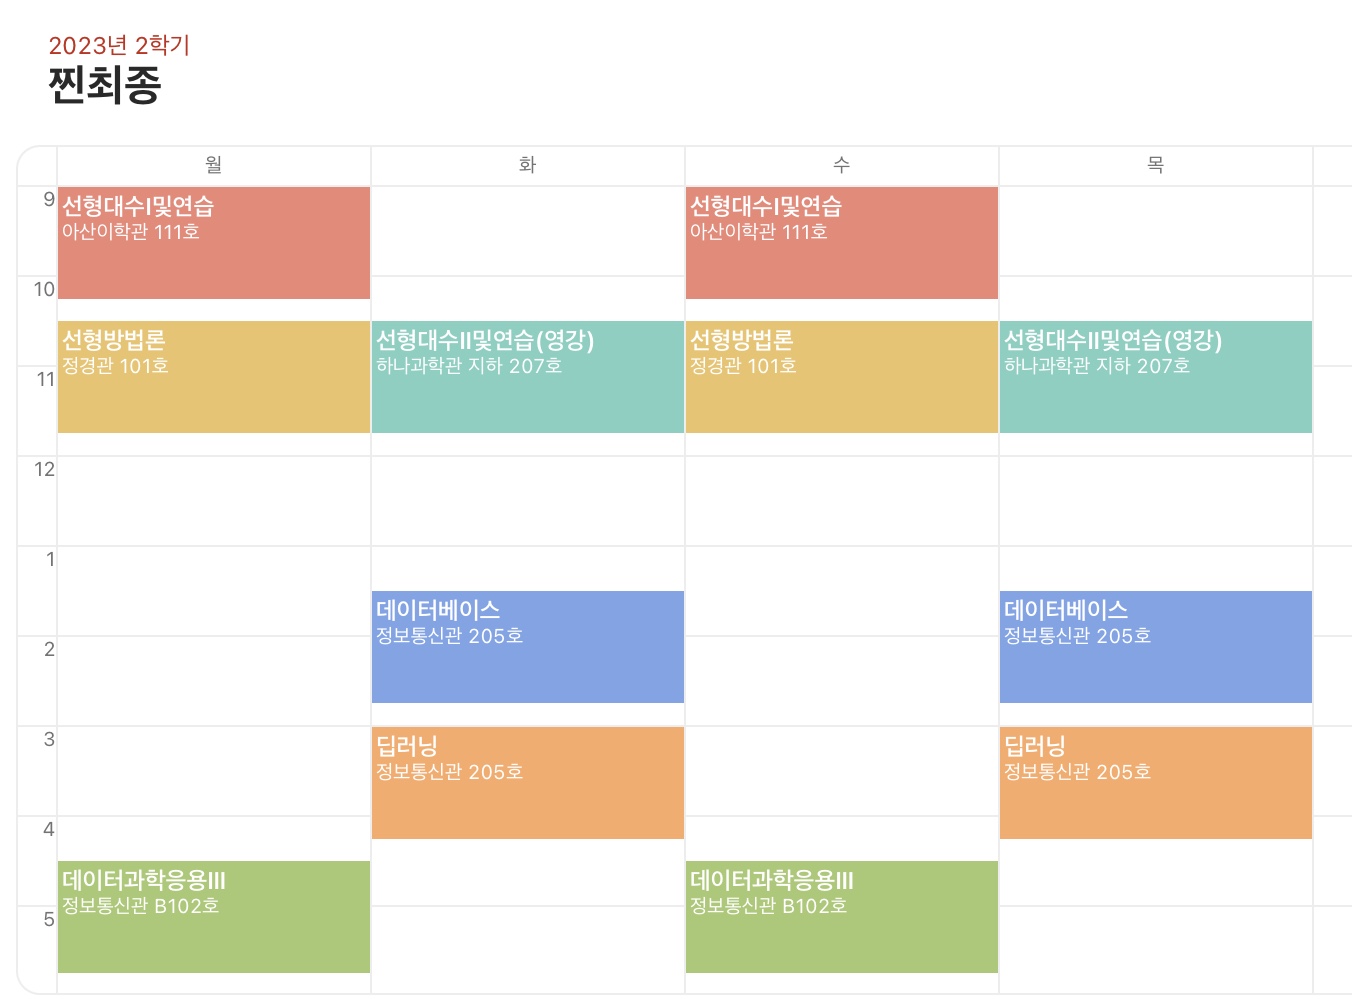 2023년 2학기
찐최종
월 화 수 목
9
선형대수I및연습
아산이학관 111호
선형대수I및연습
아산이학관 111호
10
선형방법론
정경관 101호
선형대수II및연습(영강)
하나과학관 지하 207호
선형방법론
정경관 101호
선형대수II및연습(영강)
하나과학관 지하 207호
11
12
1
데이터베이스
정보통신관 205호
데이터베이스
정보통신관 205호
2
3
딥러닝
정보통신관 205호
딥러닝
정보통신관 205호
4
데이터과학응용III
정보통신관 B102호
데이터과학응용III
정보통신관 B102호
5